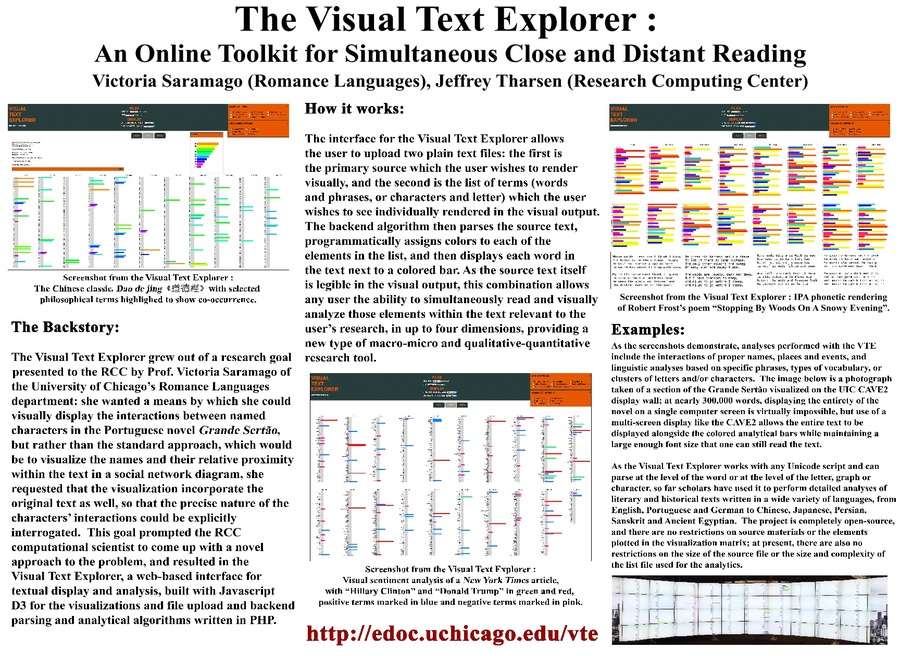 The Visual Text Explorer :
An Online Toolkit for Simultaneous Close and Distant Reading
Victoria Saramago (Romance Languages), Jeffrey Tharsen (Research Computing Center)
VISUAL
TEXT
EXPLORER
Screenshot from the Visual Text Explorer :
The Chinese classic, Dao de jing 《道德經》 with selected
philosophical terms highlighted to show co-occurrence.
The Backstory:
The Visual Text Explorer grew out of a research goal
presented to the RCC by Prof. Victoria Saramago of
the University of Chicago's Romance Languages
department: she wanted a means by which she could
visually display the interactions between named
characters in the Portuguese novel Grande Sertão,
but rather than the standard approach, which would
be to visualize the names and their relative proximity
within the text in a social network diagram, she
requested that the visualization incorporate the
original text as well, so that the precise nature of the
characters' interactions could be explicitly
interrogated. This goal prompted the RCC
computational scientist to come up with a novel
approach to the problem, and resulted in the
Visual Text Explorer, a web-based interface for
textual display and analysis, built with Javascript
D3 for the visualizations and file upload and backend
parsing and analytical algorithms written in PHP.
How it works:
The interface for the Visual Text Explorer allows
the user to upload two plain text files: the first is
the primary source which the user wishes to render
visually, and the second is the list of terms (words
and phrases, or characters and letter) which the user
wishes to see individually rendered in the visual output.
The backend algorithm then parses the source text,
programmatically assigns colors to each of the
elements in the list, and then displays each word in
the text next to a colored bar. As the source text itself
is legible in the visual output, this combination allows
any user the ability to simultaneously read and visually
analyze those elements within the text relevant to the
user's research, in up to four dimensions, providing a
new type of macro-micro and qualitative-quantitative
research tool.
VISUAL
TEXT
EXPLORER
Screenshot from the Visual Text Explorer :
Visual sentiment analysis of a New York Times article,
with "Hillary Clinton" and "Donald Trump" in green and red,
positive terms marked in blue and negative terms marked in pink.
http://edoc.uchicago.edu/vte
VISUAL
TEXT
EXPLORER
Screenshot from the Visual Text Explorer : IPA phonetic rendering
of Robert Frost's poem "Stopping By Woods On A Snowy Evening".
Examples:
As the screenshots demonstrate, analyses performed with the VTE
include the interactions of proper names, places and events, and
linguistic analyses based on specific phrases, types of vocabulary, or
clusters of letters and/or characters. The image below is a photograph
taken of a section of the Grande Sertão visualized on the UIC CAVE2
display wall; at nearly 300,000 words, displaying the entirety of the
novel on a single computer screen is virtually impossible, but use of a
multi-screen display like the CAVE2 allows the entire text to be
displayed alongside the colored analytical bars while maintaining a
large enough font size that one can still read the text.
As the Visual Text Explorer works with any Unicode script and can
parse at the level of the word or at the level of the letter, graph or
character, so far scholars have used it to perform detailed analyses of
literary and historical texts written in a wide variety of languages, from
English, Portuguese and German to Chinese, Japanese, Persian,
Sanskrit and Ancient Egyptian. The project is completely open-source,
and there are no restrictions on source materials or the elements
plotted in the visualization matrix; at present, there are also no
restrictions on the size of the source file or the size and complexity of
the list file used for the analytics.